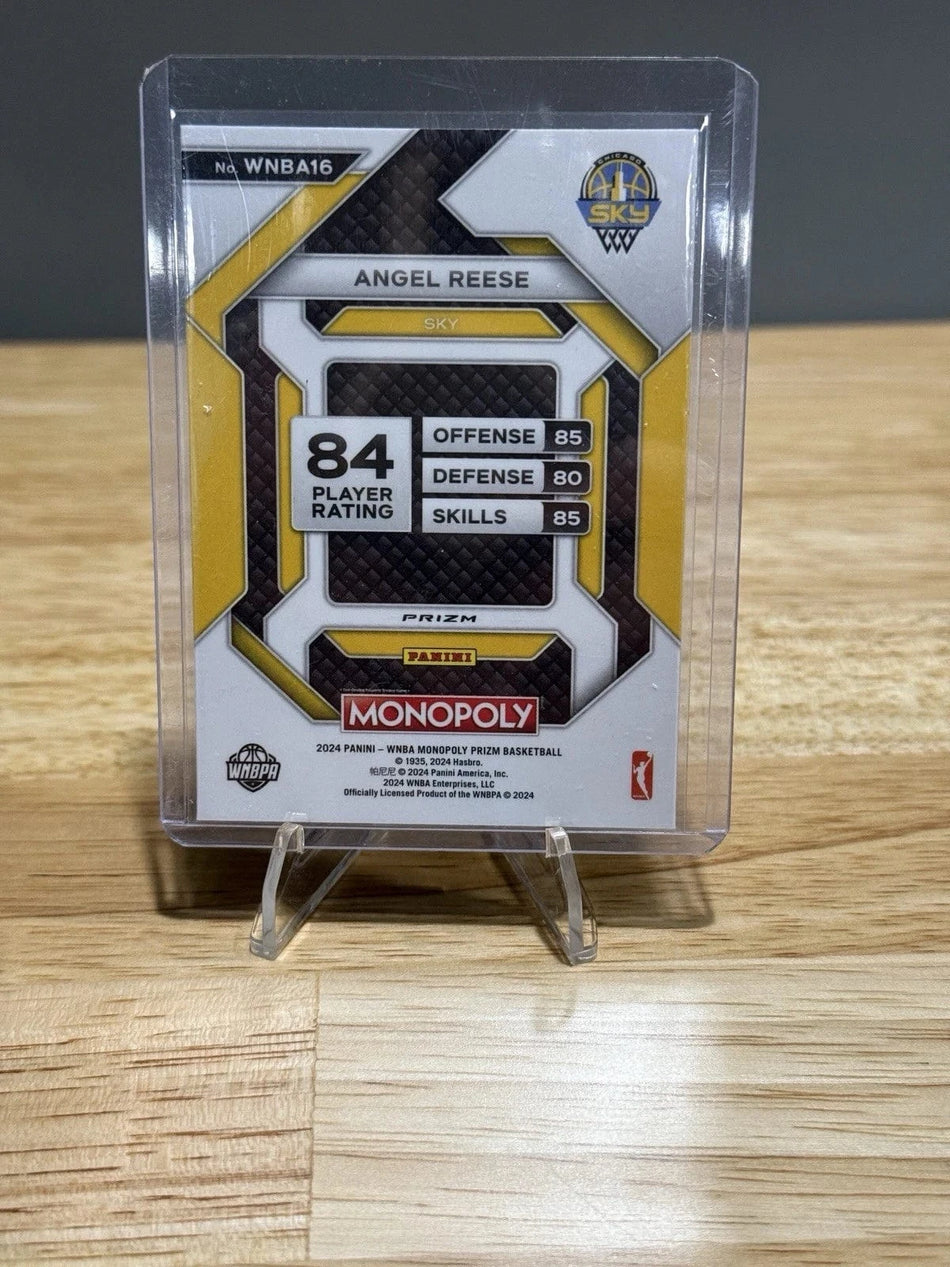 No. WNBA16
CHICAGO
SKY
ANGEL REESE
SKY
84
PLAYER
RATING
OFFENSE 85
DEFENSE 80
SKILLS 85
PRIZM
PANINI
MONOPOLY
2024 PANINI – WNBA MONOPOLY PRIZM BASKETBALL
© 1935, 2024 Hasbro.
帕尼尼 © 2024 Panini America, Inc.
2024 WNBA Enterprises, LLC
Officially Licensed Product of the WNBPA © 2024
WNBPA